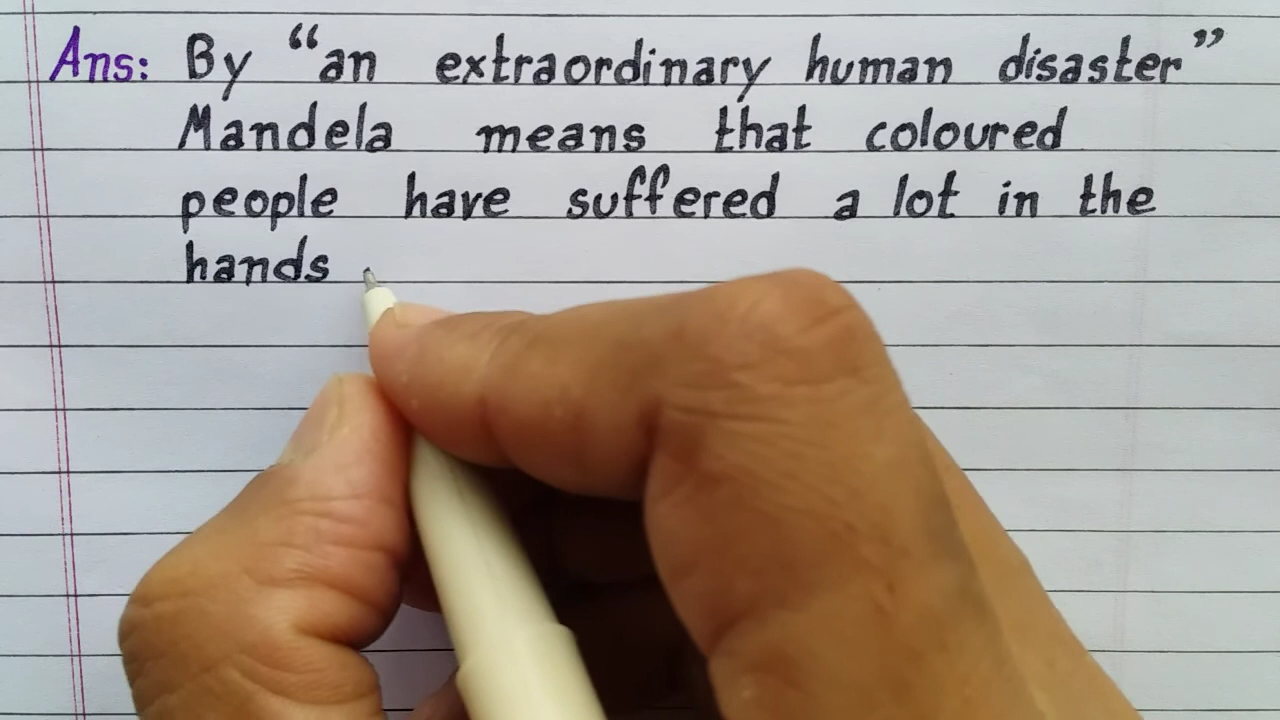 Ans: By “an extraordinary human disaster”
Mandela means that coloured
people have suffered a lot in the
hands